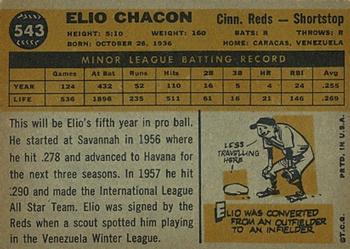 543
ELIO CHACON
Cinn. Reds — Shortstop
HEIGHT: 5:10 WEIGHT: 160 BATS: R THROWS: R
BORN: OCTOBER 26, 1936 HOME: CARACAS, VENEZUELA
MINOR LEAGUE BATTING RECORD
Games At Bat Runs Hits 2B 3B HR RBI Avg.
YEAR 124 432 52 110 16 4 2 28 .255
LIFE 536 1896 235 511 68 16 21 146 .269
This will be Elio's fifth year in pro ball.
He started at Savannah in 1956 where
he hit .278 and advanced to Havana for
the next three seasons. In 1957 he hit
.290 and made the International League
All Star Team. Elio was signed by the
Reds when a scout spotted him playing
in the Venezuela Winter League.
LESS
TRAVELLING
HERE!
ELIO WAS CONVERTED
FROM AN OUTFIELDER
TO AN INFIELDER
©T.C.G. PRTD. IN U.S.A.